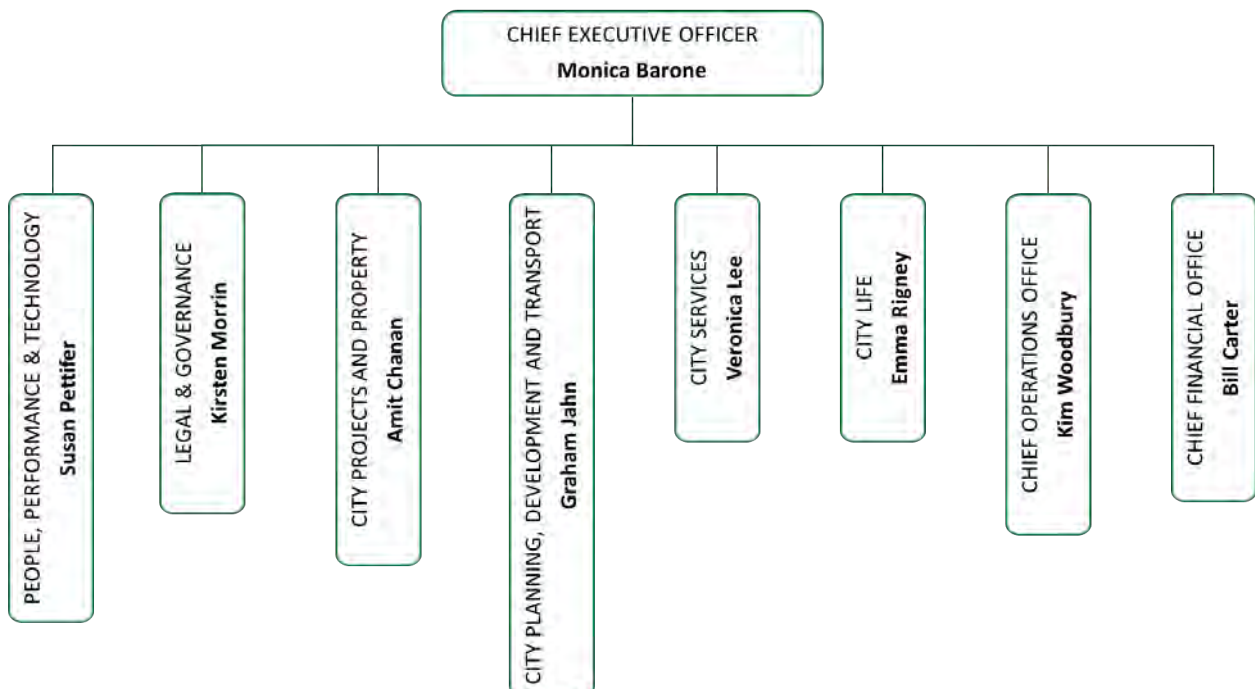 CHIEF EXECUTIVE OFFICER
Monica Barone
PEOPLE, PERFORMANCE & TECHNOLOGY
Susan Pettifer
LEGAL & GOVERNANCE
Kirsten Morrin
CITY PROJECTS AND PROPERTY
Amit Chanan
CITY PLANNING, DEVELOPMENT AND TRANSPORT
Graham Jahn
CITY SERVICES
Veronica Lee
CITY LIFE
Emma Rigney
CHIEF OPERATIONS OFFICE
Kim Woodbury
CHIEF FINANCIAL OFFICE
Bill Carter